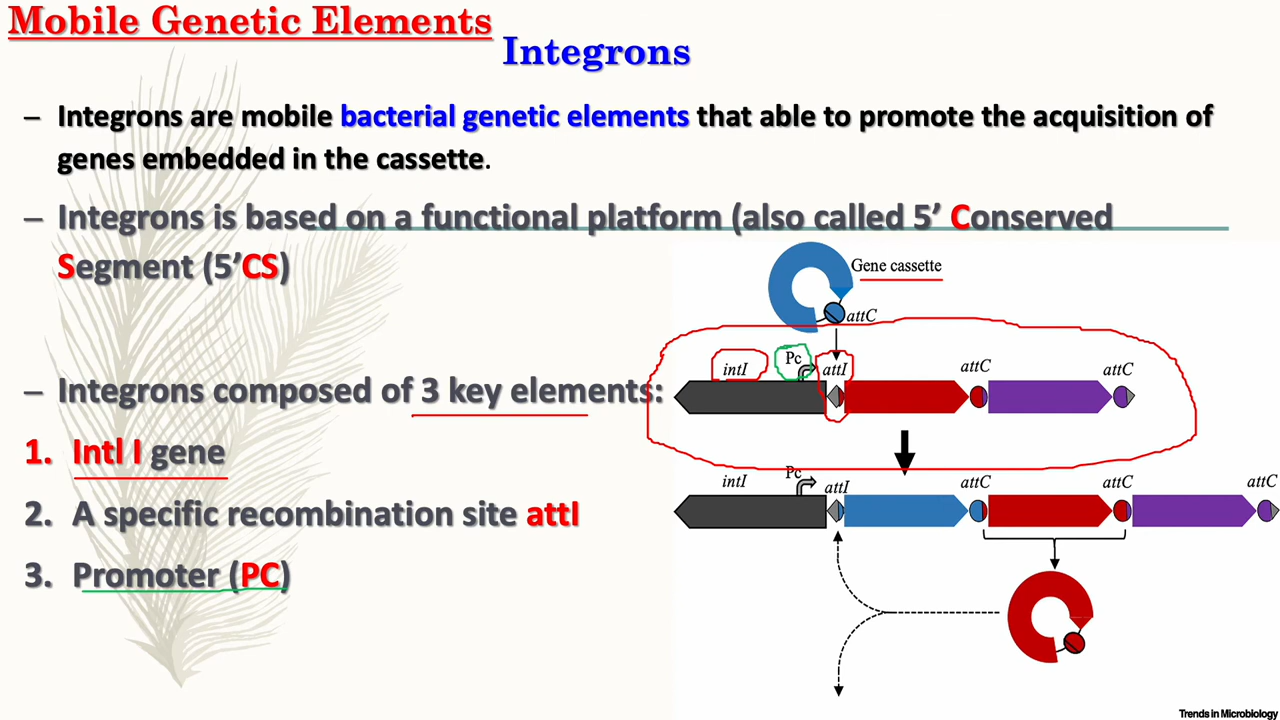 Mobile Genetic Elements
Integrons
– Integrons are mobile bacterial genetic elements that able to promote the acquisition of
genes embedded in the cassette.
– Integrons is based on a functional platform (also called 5’ Conserved
Segment (5’CS)
– Integrons composed of 3 key elements:
1. Intl I gene
2. A specific recombination site attI
3. Promoter (PC)
Gene cassette
attC
intI Pc attI attC attC
intI Pc attI attC attC attC
Trends in Microbiology